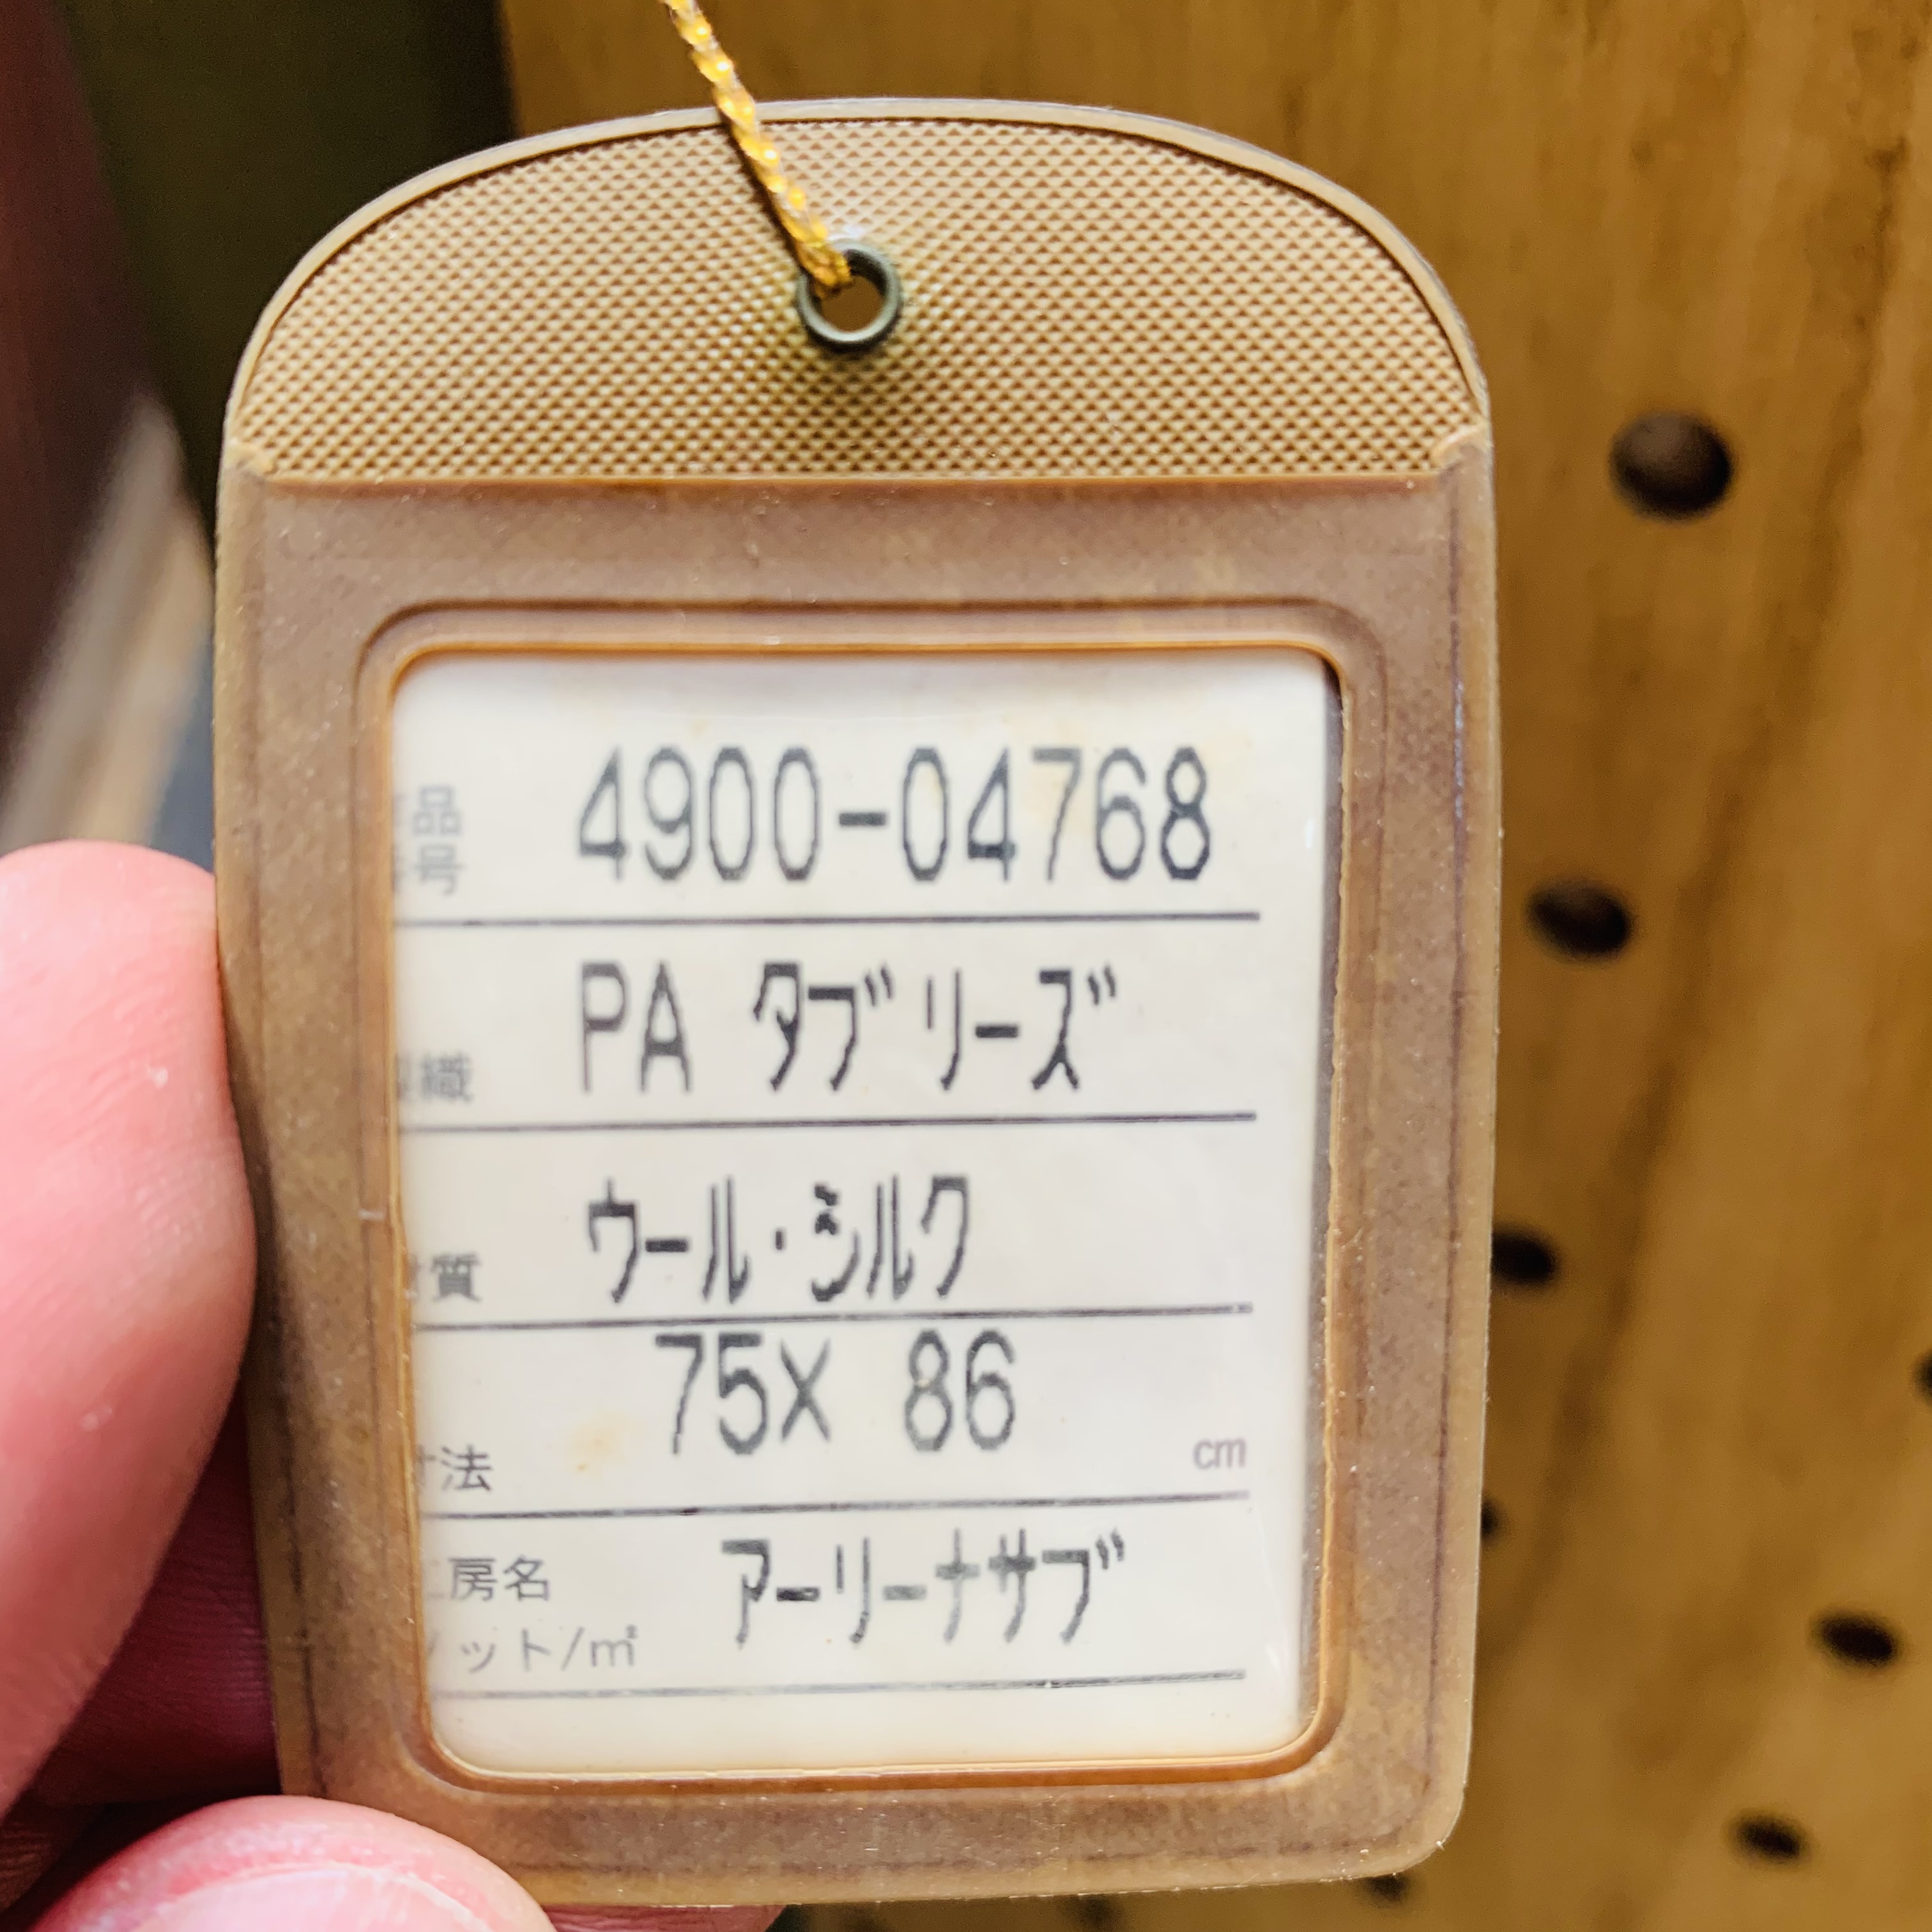 品 4900-04768
号
織 PA タブリーズ
質 ウール・シルク
法 75X 86 cm
房名 アーリーナサブ
ット/㎡